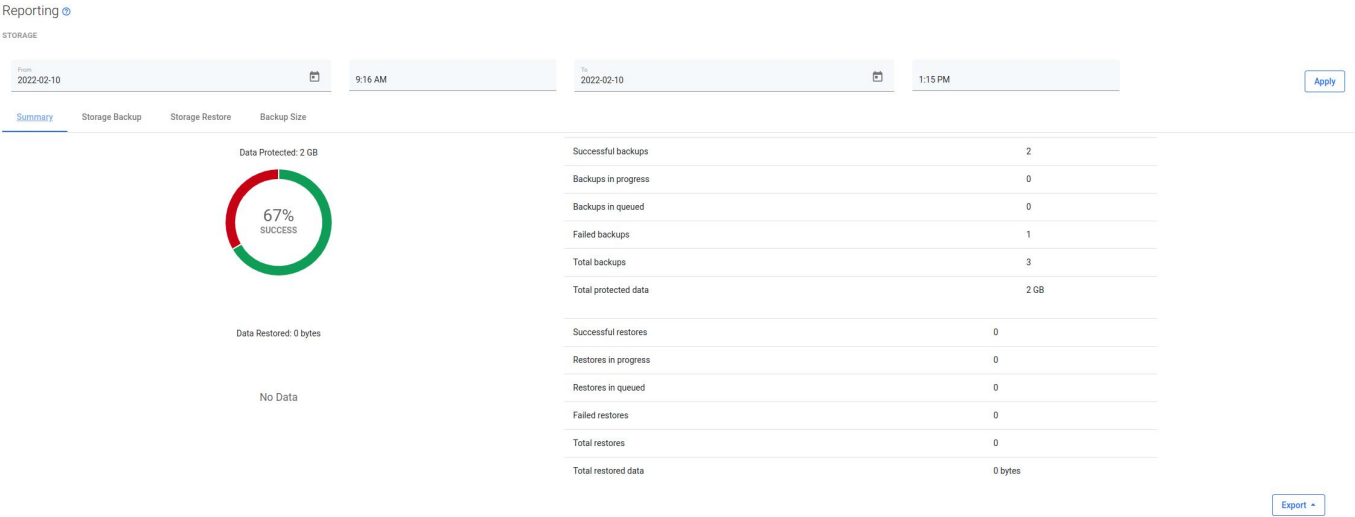 Reporting
STORAGE
From
2022-02-10
9:16 AM
To
2022-02-10
1:15 PM
Apply
Summary Storage Backup Storage Restore Backup Size
Data Protected: 2 GB
67%
SUCCESS
Successful backups 2
Backups in progress 0
Backups in queued 0
Failed backups 1
Total backups 3
Total protected data 2 GB
Data Restored: 0 bytes
No Data
Successful restores 0
Restores in progress 0
Restores in queued 0
Failed restores 0
Total restores 0
Total restored data 0 bytes
Export